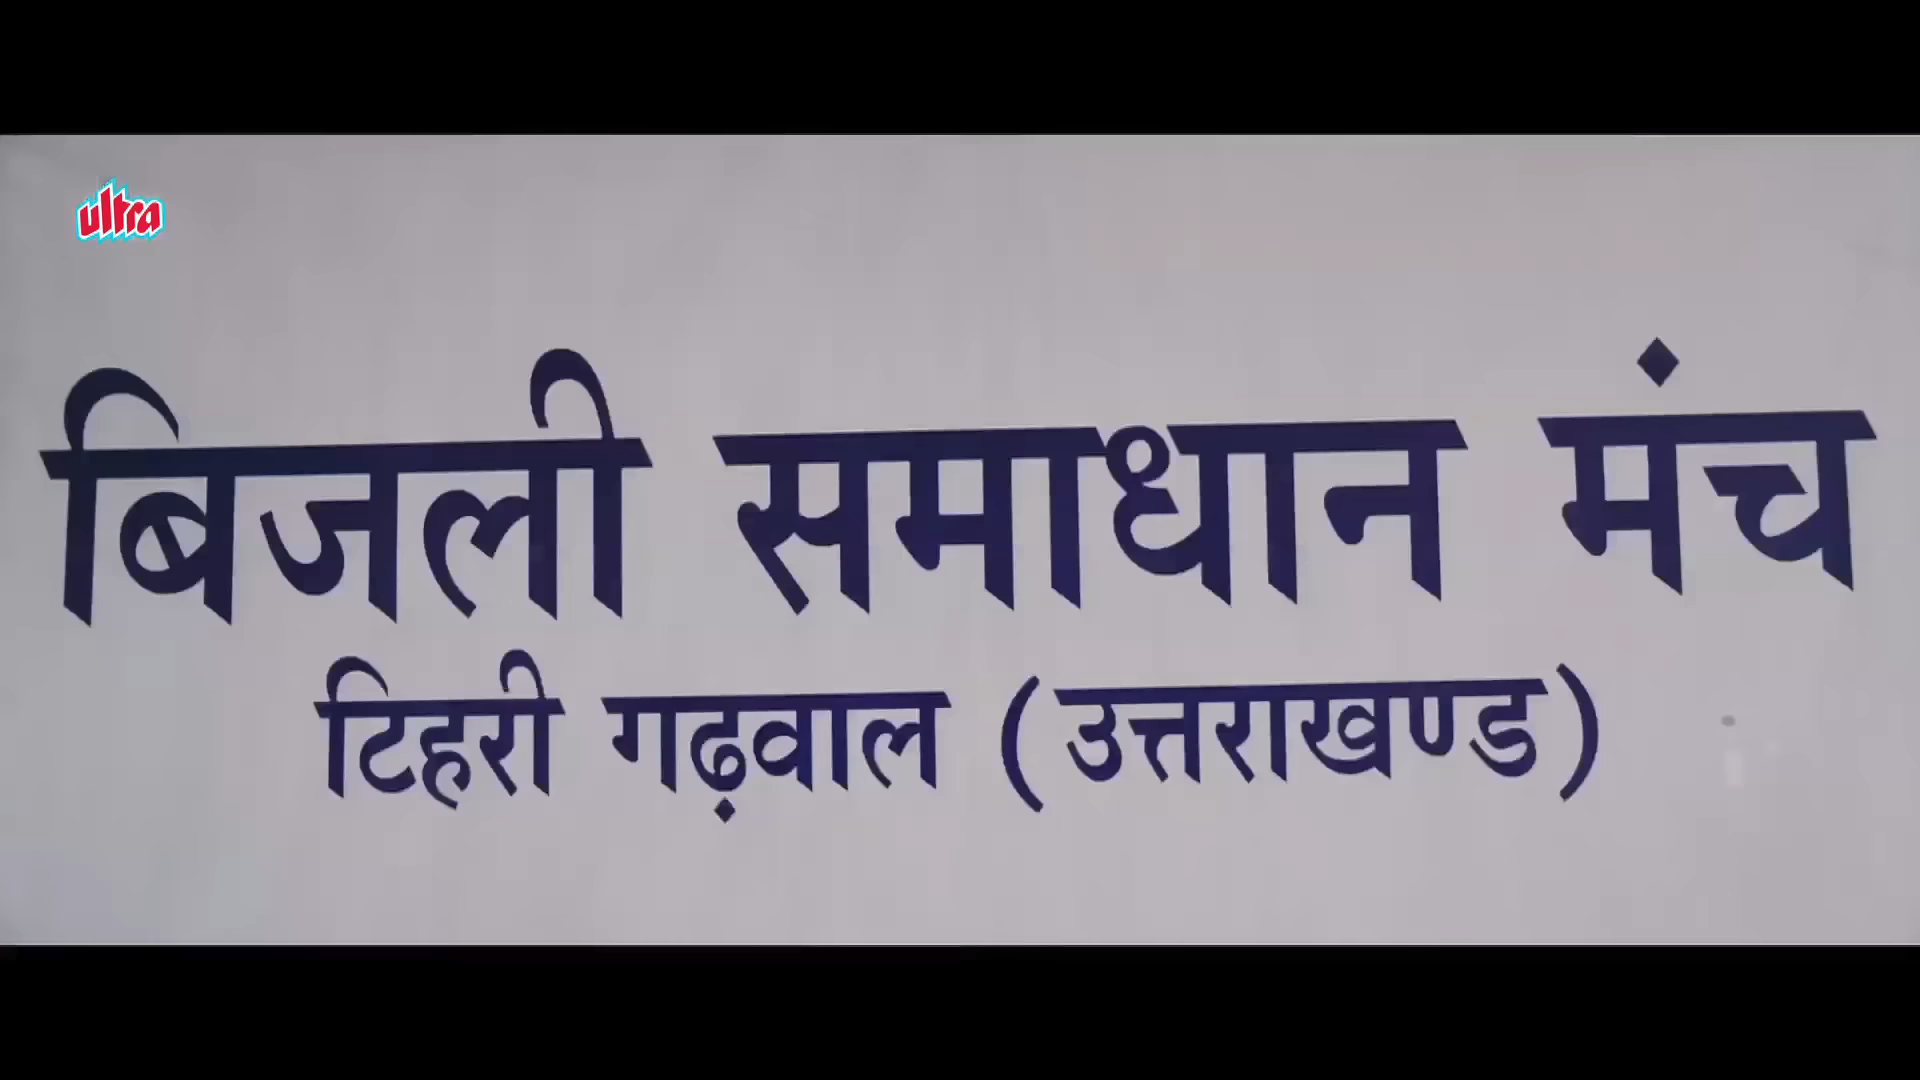 ultra
बिजली समाधान मंच
टिहरी गढ़वाल (उत्तराखण्ड)